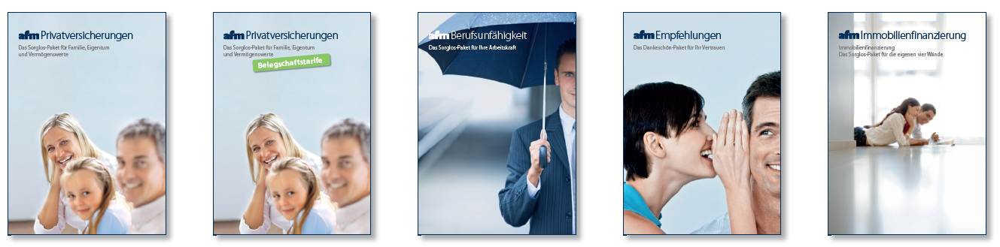 afm Privatversicherungen
Das Sorglos-Paket für Familie, Eigentum
und Vermögenswerte
afm Privatversicherungen
Das Sorglos-Paket für Familie, Eigentum
und Vermögenswerte
Belegschaftstarife
afm Berufsunfähigkeit
Das Sorglos-Paket für Ihre Arbeitskraft
afm Empfehlungen
Das Dankeschön-Paket für Ihr Vertrauen
afm Immobilienfinanzierung
Immobilienfinanzierung
Das Sorglos-Paket für die eigenen vier Wände